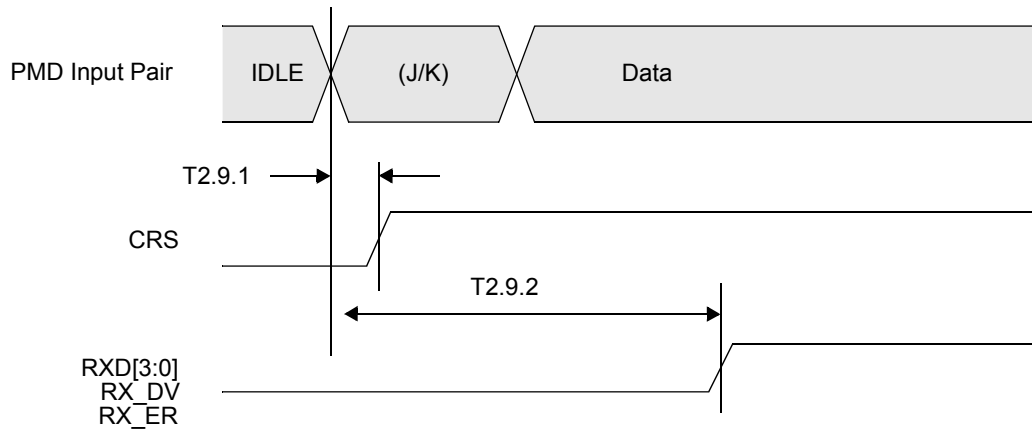 PMD Input Pair
IDLE
(J/K)
Data
T2.9.1
CRS
T2.9.2
RXD[3:0]
RX_DV
RX_ER